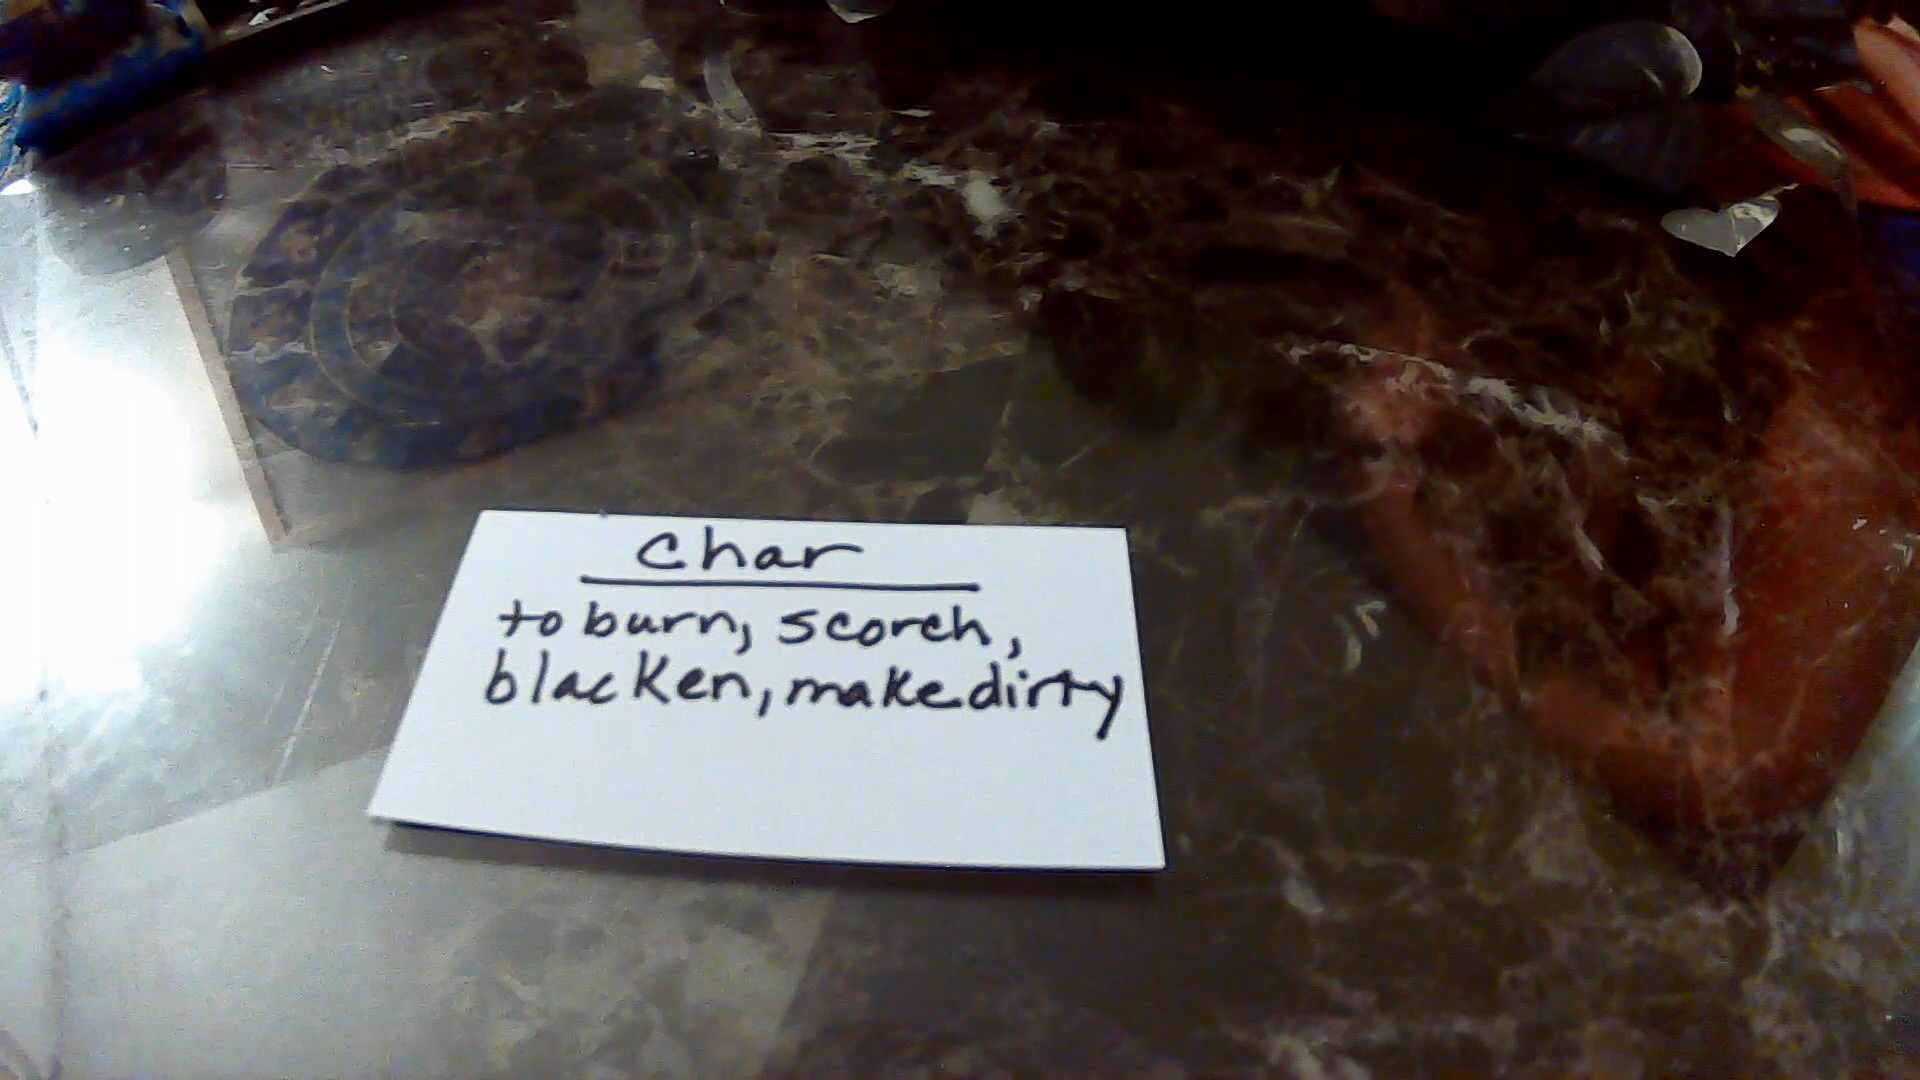 char
to burn, scorch,
blacken, make dirty